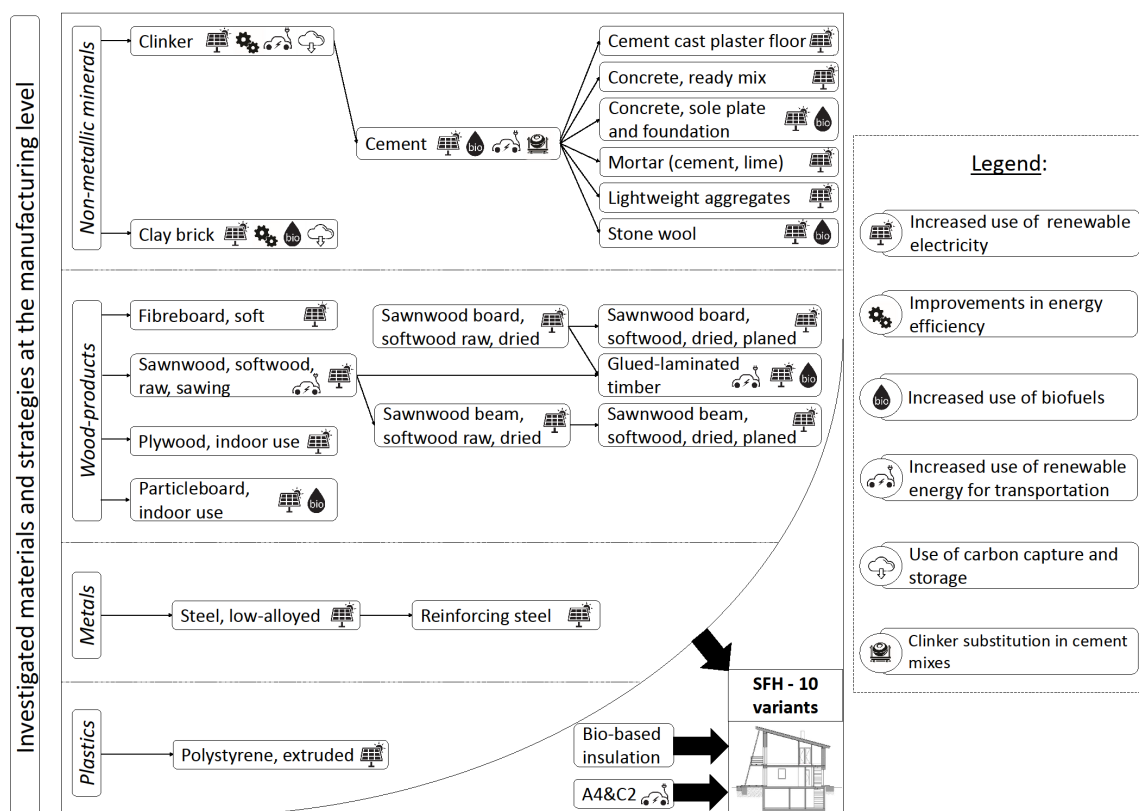 Investigated materials and strategies at the manufacturing level
Non-metallic minerals
Clinker
Cement
Clay brick
bio
bio
Cement cast plaster floor
Concrete, ready mix
Concrete, sole plate
and foundation
bio
Mortar (cement, lime)
Lightweight aggregates
Stone wool
bio
Wood-products
Fibreboard, soft
Sawnwood, softwood,
raw, sawing
Plywood, indoor use
Particleboard,
indoor use
bio
Sawnwood board,
softwood raw, dried
Sawnwood beam,
softwood raw, dried
Sawnwood board,
softwood, dried, planed
Glued-laminated
timber
bio
Sawnwood beam,
softwood, dried, planed
Metals
Steel, low-alloyed
Reinforcing steel
Plastics
Polystyrene, extruded
SFH - 10
variants
Bio-based
insulation
A4&C2
Legend:
Increased use of renewable
electricity
Improvements in energy
efficiency
bio
Increased use of biofuels
Increased use of renewable
energy for transportation
Use of carbon capture and
storage
Clinker substitution in cement
mixes